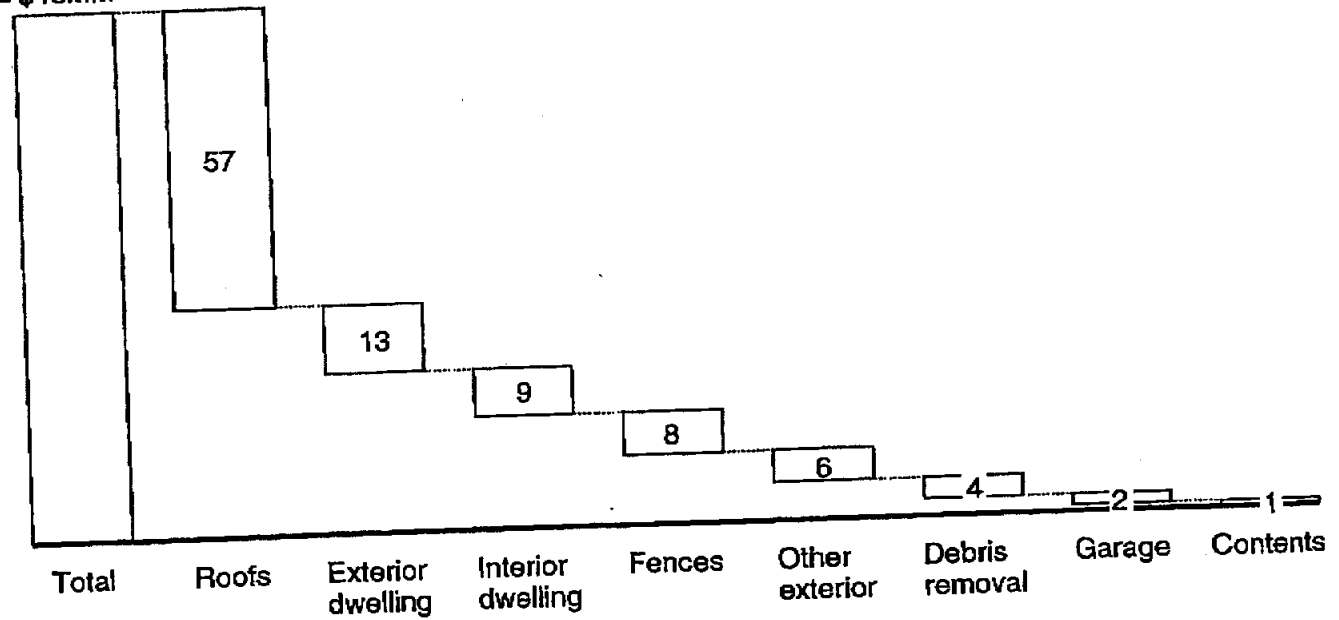 57
13
9
8
6
4
2
1
Total
Roofs
Exterior
dwelling
Interior
dwelling
Fences
Other
exterior
Debris
removal
Garage
Contents